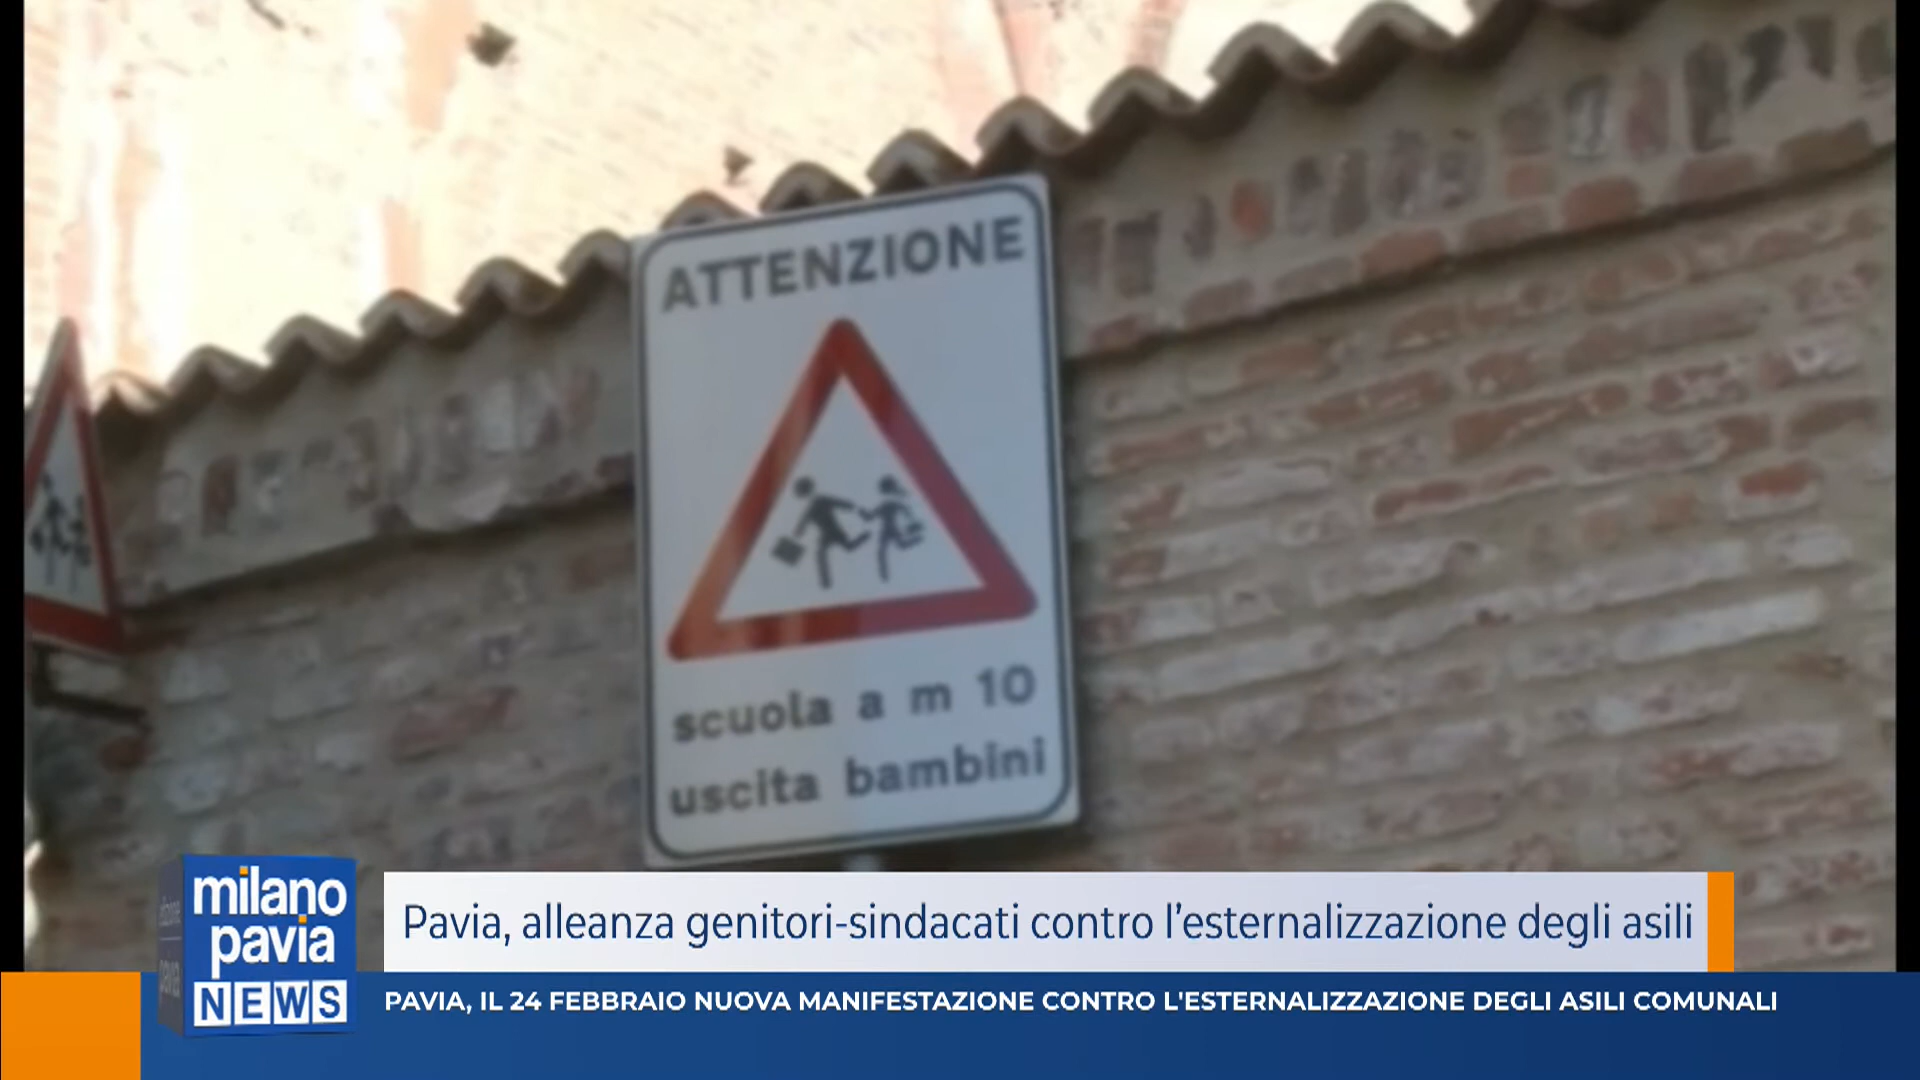 ATTENZIONE
scuola a m 10
uscita bambini
milano
pavia
NEWS
Pavia, alleanza genitori-sindacati contro l'esternalizzazione degli asili
PAVIA, IL 24 FEBBRAIO NUOVA MANIFESTAZIONE CONTRO L'ESTERNALIZZAZIONE DEGLI ASILI COMUNALI